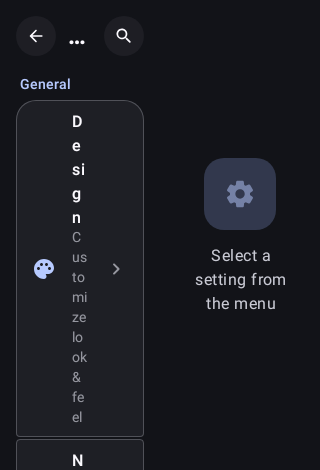 ...
General
D
e
si
g
n
C
us
to
mi
ze
lo
ok
&
fe
el
N
Select a
setting from
the menu